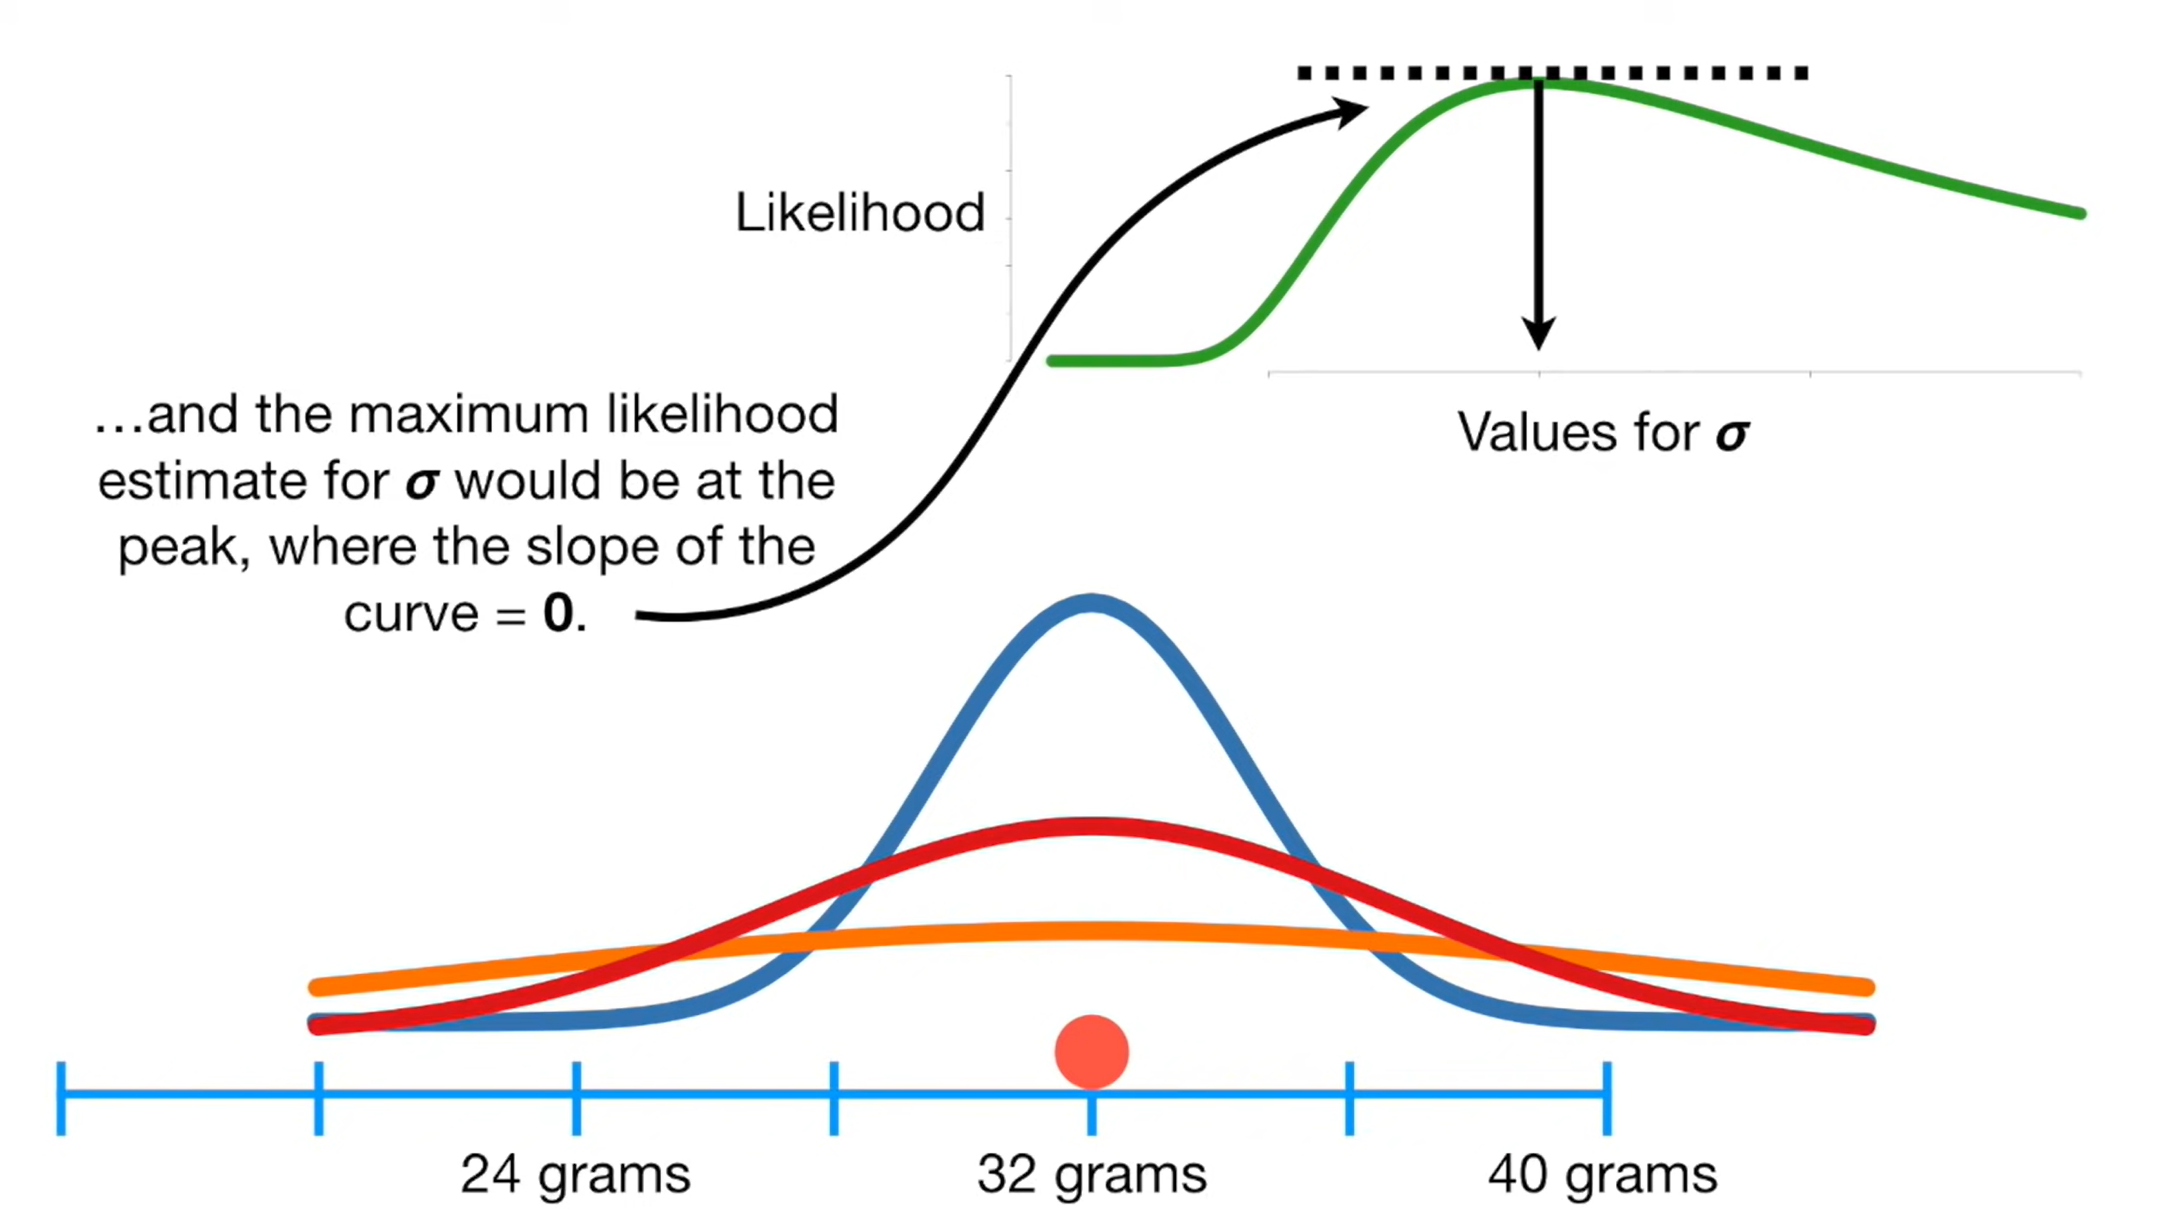 Likelihood
Values for σ
…and the maximum likelihood
estimate for σ would be at the
peak, where the slope of the
curve = 0.
24 grams
32 grams
40 grams